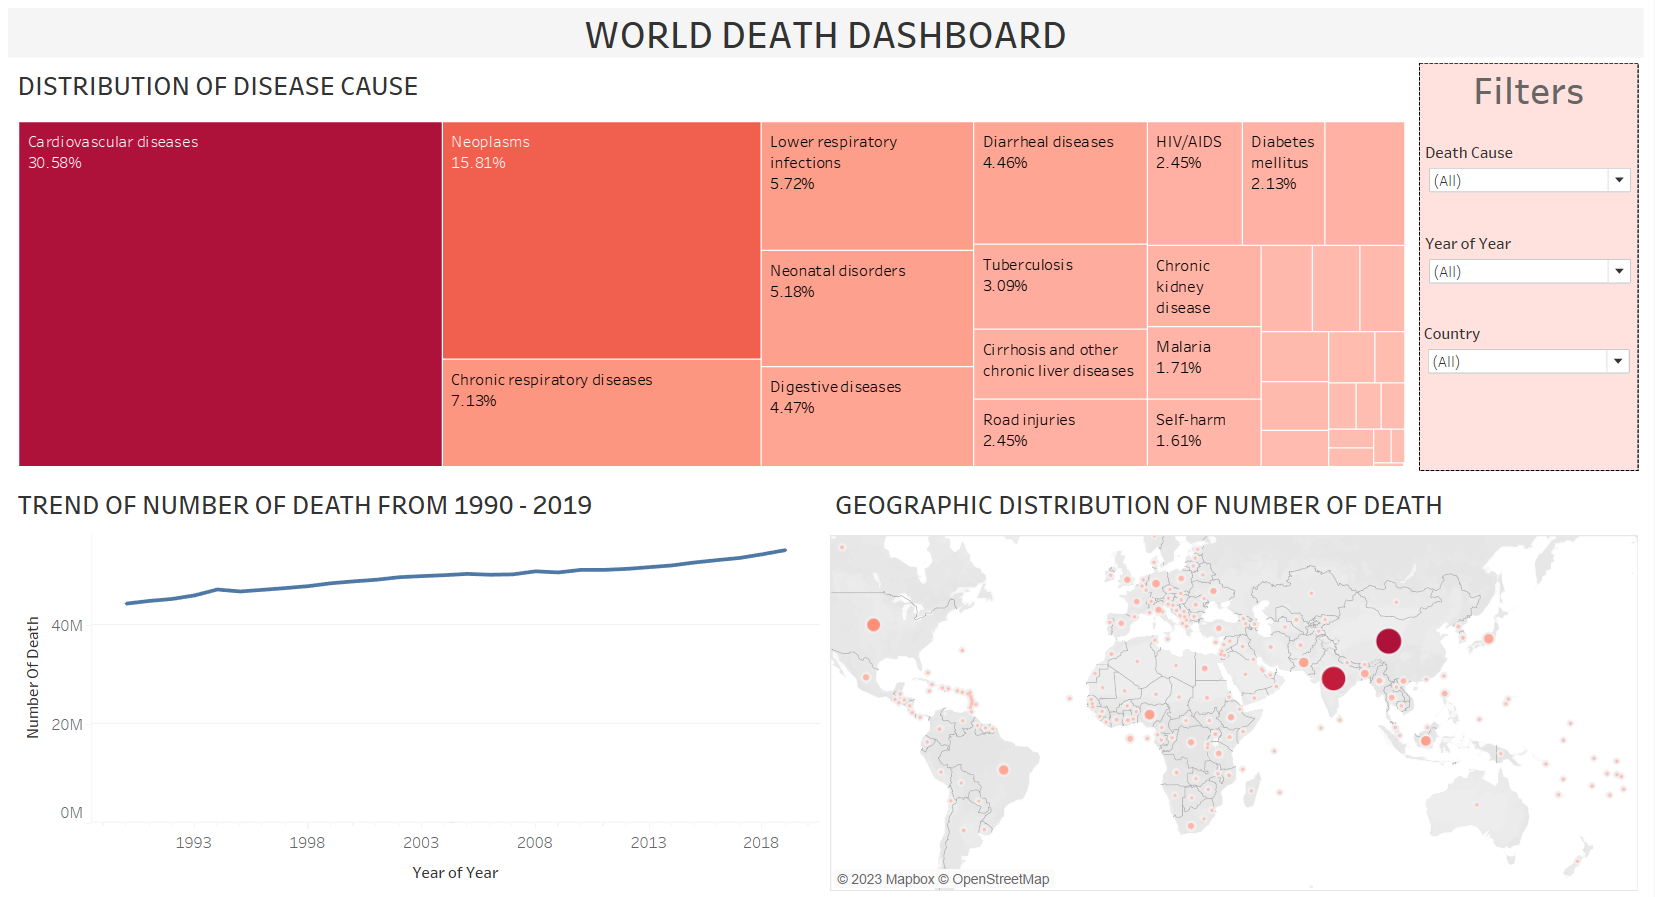 WORLD DEATH DASHBOARD
DISTRIBUTION OF DISEASE CAUSE
Cardiovascular diseases
30.58%
Neoplasms
15.81%
Chronic respiratory diseases
7.13%
Lower respiratory
infections
5.72%
Neonatal disorders
5.18%
Digestive diseases
4.47%
Diarrheal diseases
4.46%
Tuberculosis
3.09%
Cirrhosis and other
chronic liver diseases
Road injuries
2.45%
HIV/AIDS
2.45%
Diabetes
mellitus
2.13%
Chronic
kidney
disease
Malaria
1.71%
Self-harm
1.61%
Filters
Death Cause
(All)
Year of Year
(All)
Country
(All)
TREND OF NUMBER OF DEATH FROM 1990 - 2019
Number Of Death
40M
20M
0M
1993 1998 2003 2008 2013 2018
Year of Year
GEOGRAPHIC DISTRIBUTION OF NUMBER OF DEATH
© 2023 Mapbox © OpenStreetMap